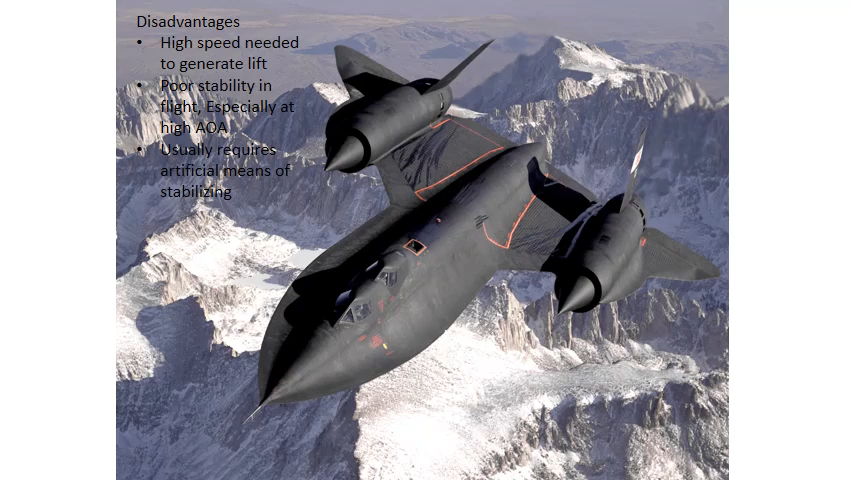 Disadvantages
• High speed needed
to generate lift
• Poor stability in
flight, Especially at
high AOA
• Usually requires
artificial means of
stabilizing